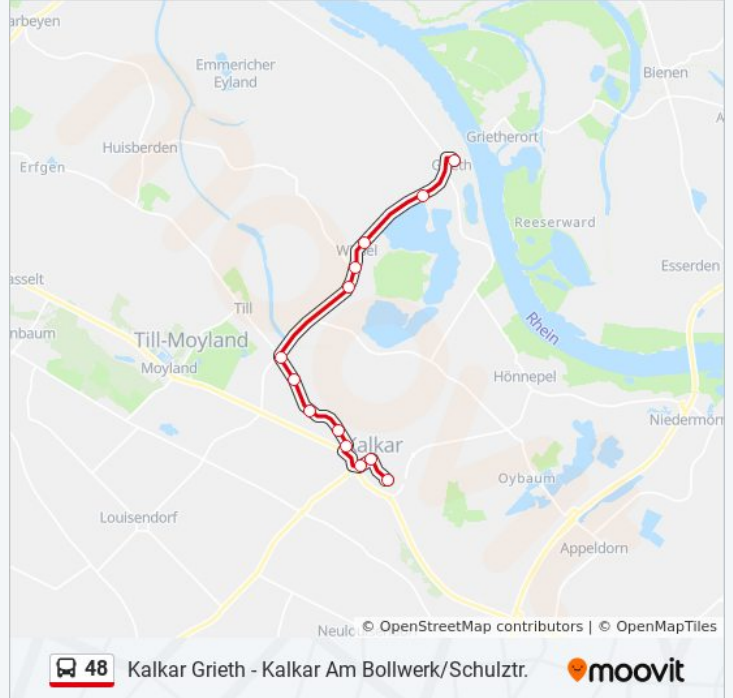 arbeyen
Emmericher
Eyland
Bienen
Huisberden
Grietherort
Erfgen
Grieth
Reeserward
Wissel
Esserden
asselt
Till
nbaum
Till-Moyland
Rhein
Moyland
Hönnepel
Niedermörm
Kalkar
Oybaum
Louisendorf
Appeldorn
© OpenStreetMap contributors | © OpenMapTiles
48 Kalkar Grieth - Kalkar Am Bollwerk/Schulztr. moovit